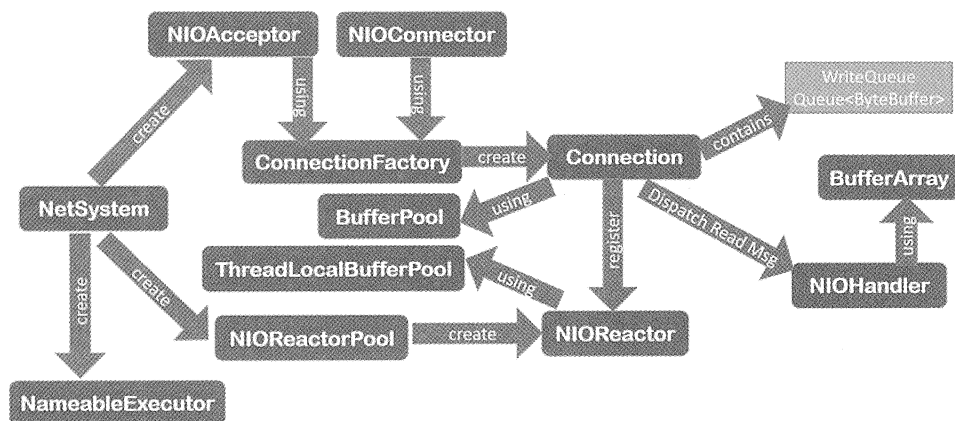 NIOAcceptor
NIOConnector
create
using
using
WriteQueue
Queue<ByteBuffer>
ConnectionFactory
create
Connection
contains
NetSystem
BufferPool
using
register
Dispatch Read Msg
BufferArray
using
ThreadLocalBufferPool
using
NIOHandler
create
create
NIOReactorPool
create
NIOReactor
NameableExecutor